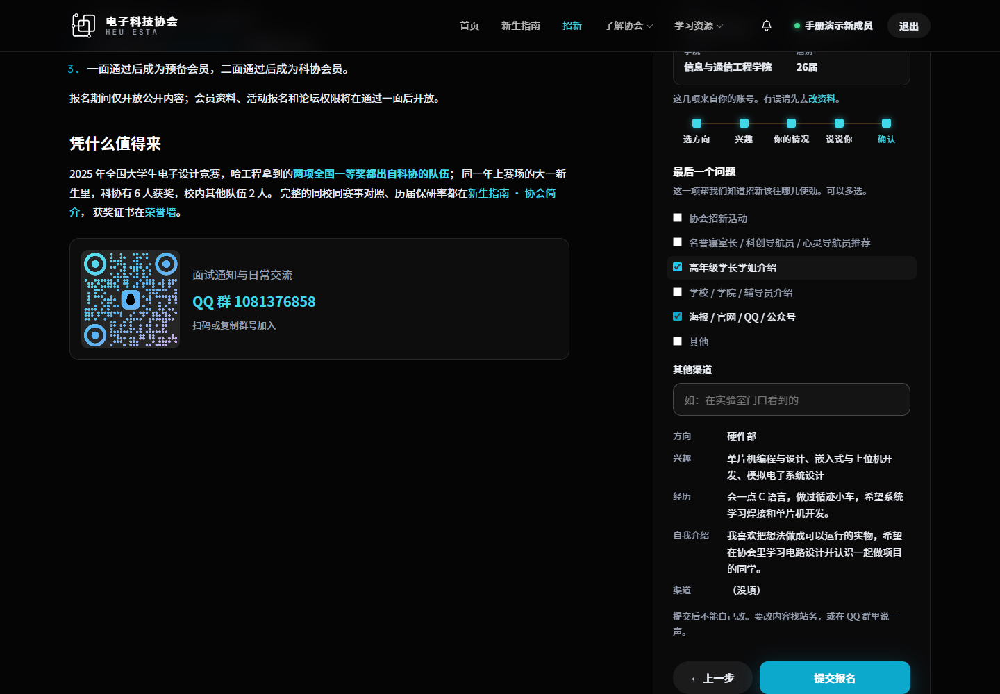 电子科技协会
HEU ESTA
首页
新生指南
招新
了解协会
学习资源
手册演示新成员
退出
3. 一面通过后成为预备会员，二面通过后成为科协会员。
报名期间仅开放公开内容；会员资料、活动报名和论坛权限将在通过一面后开放。
凭什么值得来
2025 年全国大学生电子设计竞赛，哈工程拿到的两项全国一等奖都出自科协的队伍； 同一年上赛场的大一新
生里，科协有 6 人获奖，校内其他队伍 2 人。 完整的同校同赛事对照、历届保研率都在新生指南 · 协会简
介， 获奖证书在荣誉墙。
面试通知与日常交流
QQ 群 1081376858
扫码或复制群号加入
信息与通信工程学院
26届
这几项来自你的账号。有误请先去改资料。
选方向
兴趣
你的情况
说说你
确认
最后一个问题
这一项帮我们知道招新该往哪儿使劲。可以多选。
协会招新活动
名誉寝室长 / 科创导航员 / 心灵导航员推荐
高年级学长学姐介绍
学校 / 学院 / 辅导员介绍
海报 / 官网 / QQ / 公众号
其他
其他渠道
如：在实验室门口看到的
方向
硬件部
兴趣
单片机编程与设计、嵌入式与上位机开
发、模拟电子系统设计
经历
会一点 C 语言，做过循迹小车，希望系统
学习焊接和单片机开发。
自我介绍
我喜欢把想法做成可以运行的实物，希望
在协会里学习电路设计并认识一起做项目
的同学。
渠道
（没填）
提交后不能自己改。要改内容找站务，或在 QQ 群里说一
声。
← 上一步
提交报名